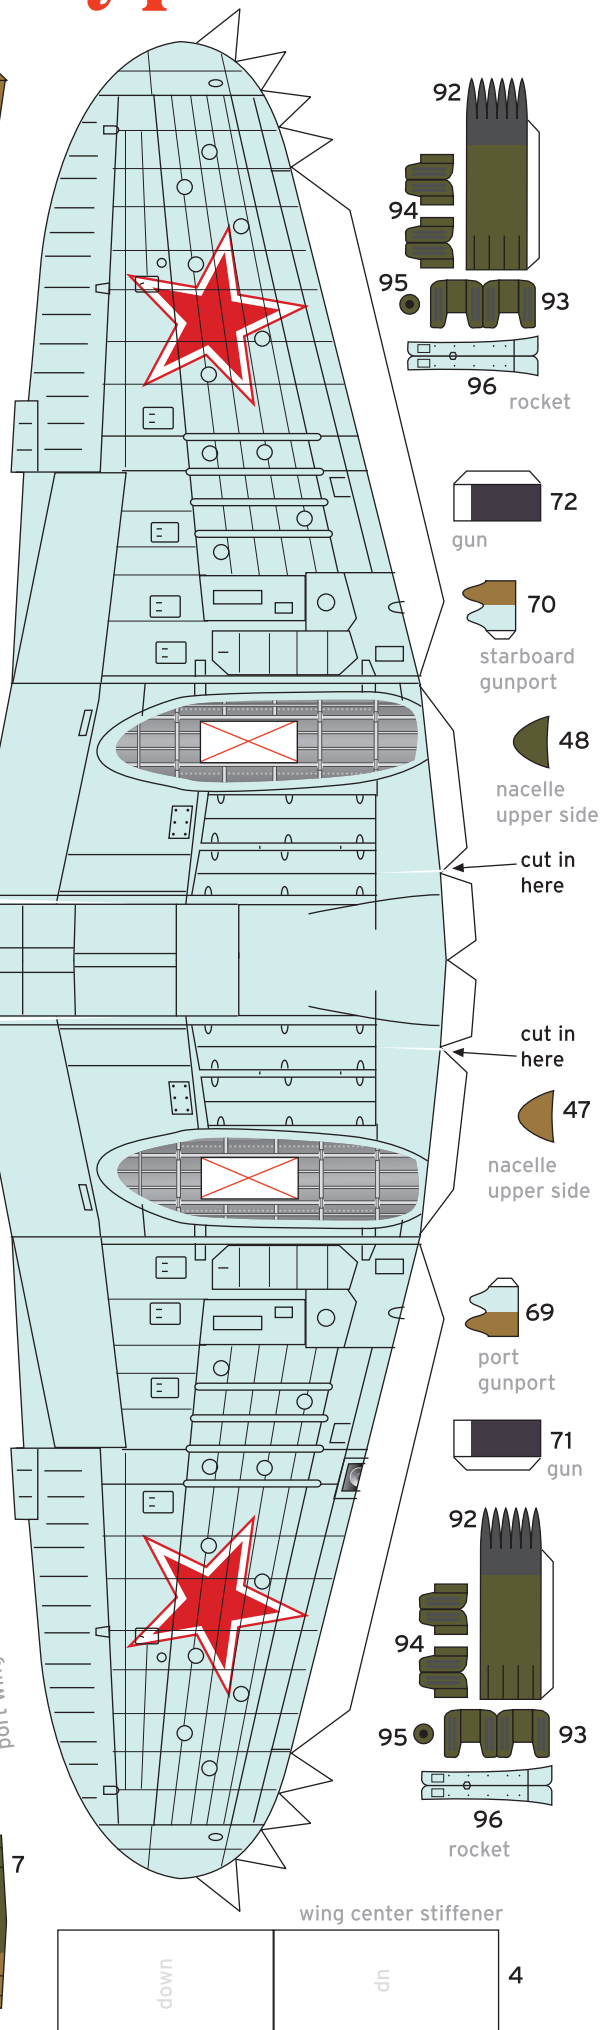 92
94
95
93
96
rocket
72
gun
70
starboard
gunport
48
nacelle
upper side
cut in
here
cut in
here
47
nacelle
upper side
69
port
gunport
71
gun
92
94
port wing
95
93
96
rocket
7
wing center stiffener
down
up
4